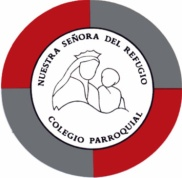 NUESTRA SEÑORA DEL REFUGIO
COLEGIO PARROQUIAL